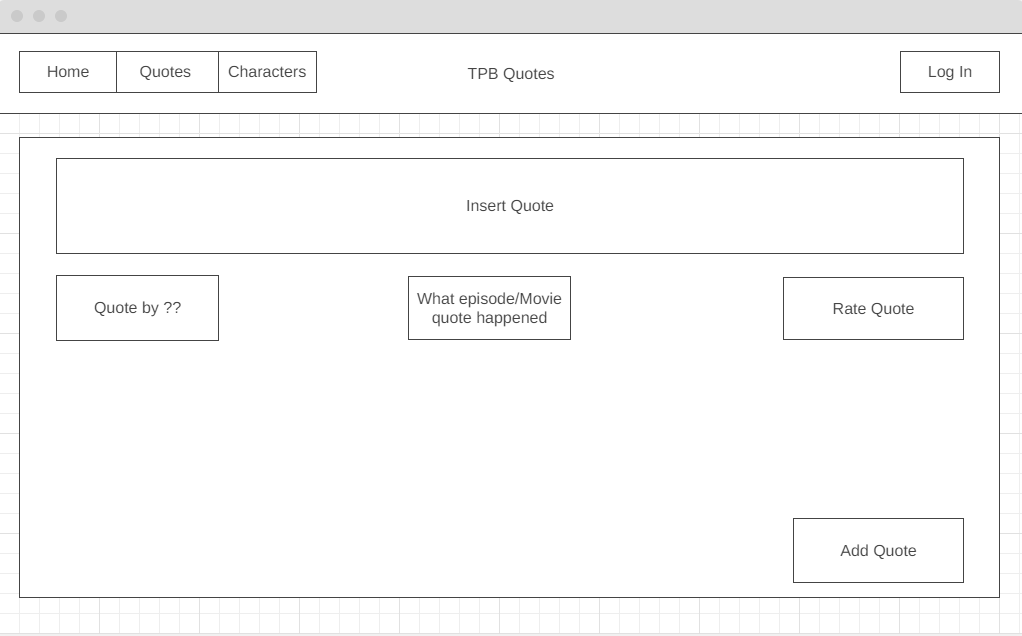 Home
Quotes
Characters
TPB Quotes
Log In
Insert Quote
Quote by ??
What episode/Movie
quote happened
Rate Quote
Add Quote